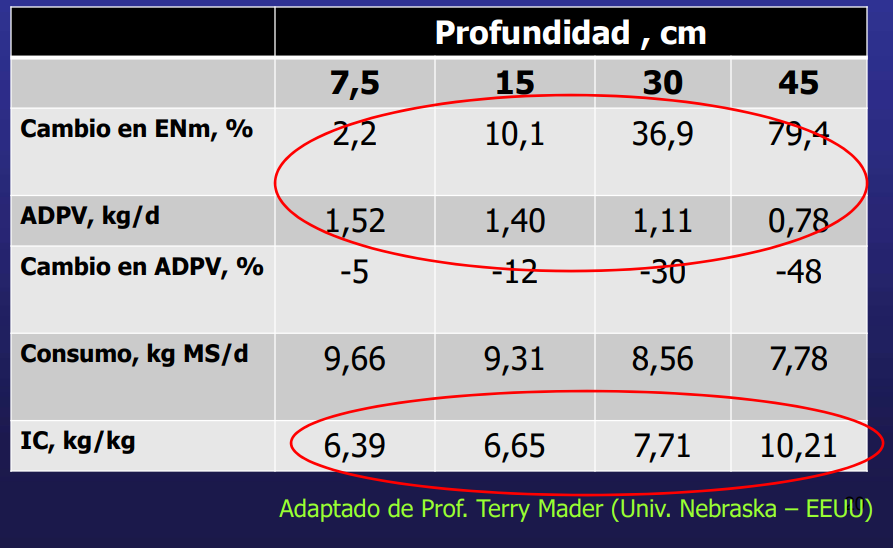 Profundidad , cm
7,5 15 30 45
Cambio en ENm, % 2,2 10,1 36,9 79,4
ADPV, kg/d 1,52 1,40 1,11 0,78
Cambio en ADPV, % -5 -12 -30 -48
Consumo, kg MS/d 9,66 9,31 8,56 7,78
IC, kg/kg 6,39 6,65 7,71 10,21
Adaptado de Prof. Terry Mader (Univ. Nebraska – EEUU)